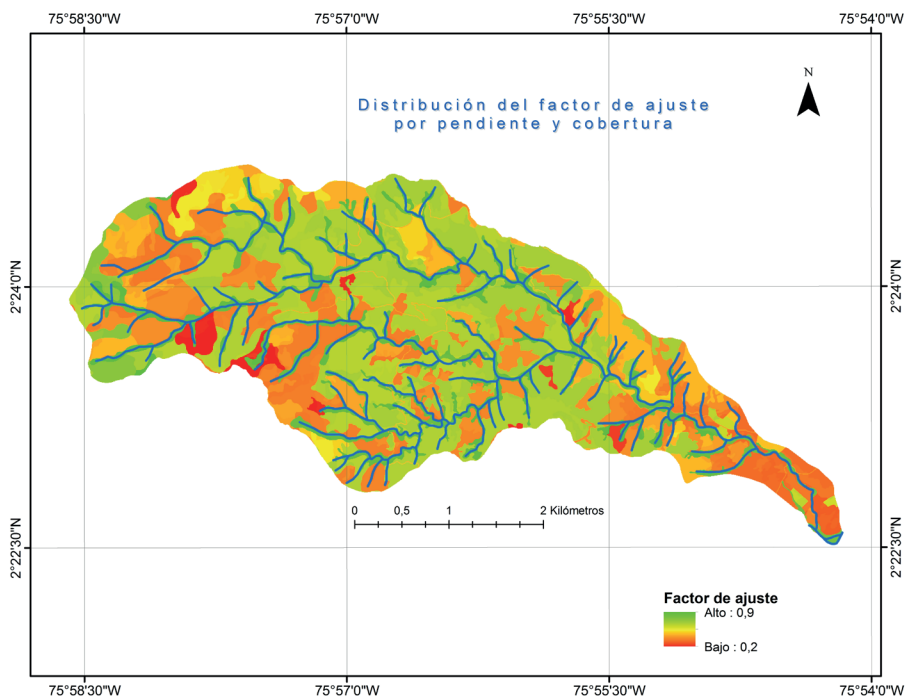 75°58'30"W
75°57'0"W
75°55'30"W
75°54'0"W
N
Distribución del factor de ajuste
por pendiente y cobertura
2°24'0"N
2°24'0"N
0 0,5 1 2 Kilómetros
2°22'30"N
2°22'30"N
Factor de ajuste
Alto : 0,9
Bajo : 0,2
75°58'30"W
75°57'0"W
75°55'30"W
75°54'0"W